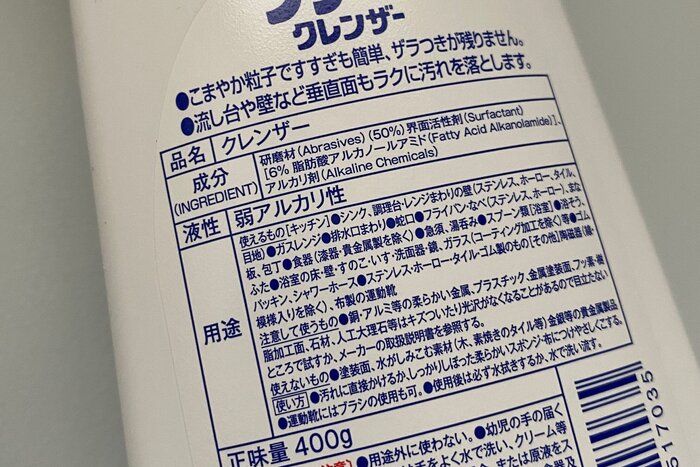 クレンザー
●こまやか粒子ですすぎも簡単、ザラつきが残りません。
●流し台や壁など垂直面もラクに汚れを落とします。
品名 クレンザー
成分 (INGREDIENT) 研磨材(Abrasives)(50%)界面活性剤(Surfactant)
[6% 脂肪酸アルカノールアミド(Fatty Acid Alkanolamide)]、
アルカリ剤(Alkaline Chemicals)
液性 弱アルカリ性
用途
使えるもの[キッチン]●シンク、調理台・レンジまわりの壁(ステンレス、ホーロー、タイル、
目地)●ガスレンジ●排水口まわり●蛇口●フライパン・なべ(ステンレス、ホーロー)、まな
板、包丁●食器(漆器・貴金属製を除く)●急須、湯呑み●スプーン類[浴室]●浴そう、
ふた●浴室の床・壁・すのこ・いす・洗面器・鏡、ガラス(コーティング加工を除く)等●ゴム
パッキン、シャワーホース●ステンレス・ホーロー・タイル・ゴム製のもの[その他]陶磁器(線・
模様入りを除く)、布製の運動靴
注意して使うもの●銅・アルミ等の柔らかい金属、プラスチック、金属塗装面、フッ素・樹
脂加工面、石材、人工大理石等はキズついたり光沢がなくなることがあるので目立たない
ところで試すか、メーカーの取扱説明書を参照する。
使えないもの●塗装面、水がしみこむ素材(木、素焼きのタイル等)金銀等の貴金属製品
使い方●汚れに直接かけるか、しっかりしぼった柔らかいスポンジ・布につけやさしくこする。
●運動靴にはブラシの使用も可。●使用後は必ず水拭きするか、水で洗い流す。
正味量 400g
●用途外に使わない。●幼児の手の届く
手をよく水で洗い、クリーム等
または原液をス
517035